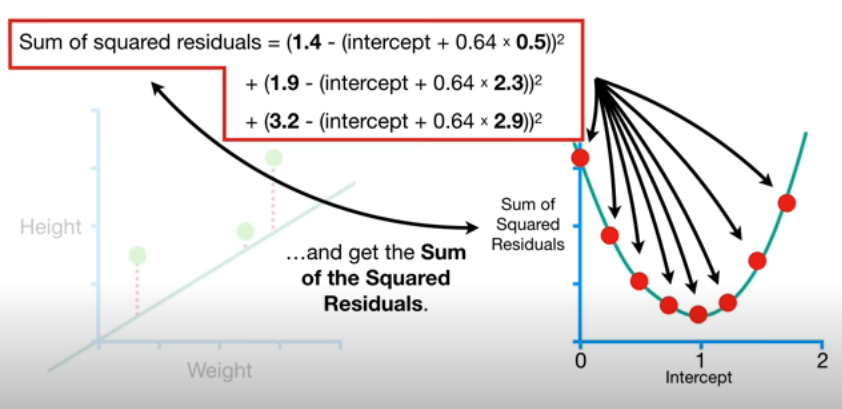 Sum of squared residuals = (1.4 - (intercept + 0.64 × 0.5))²
+ (1.9 - (intercept + 0.64 × 2.3))²
+ (3.2 - (intercept + 0.64 × 2.9))²
Height
Weight
...and get the Sum
of the Squared
Residuals.
Sum of
Squared
Residuals
0
1
2
Intercept